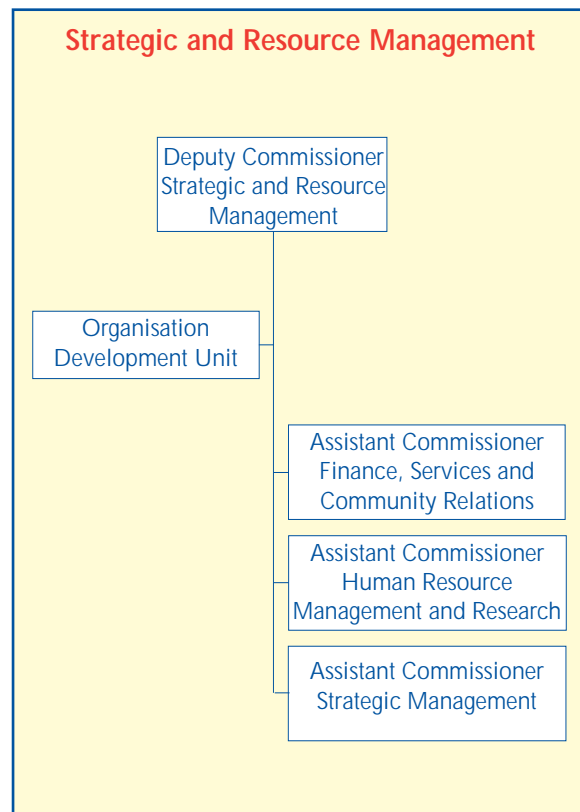 Strategic and Resource Management
Deputy Commissioner
Strategic and Resource
Management
Organisation
Development Unit
Assistant Commissioner
Finance, Services and
Community Relations
Assistant Commissioner
Human Resource
Management and Research
Assistant Commissioner
Strategic Management